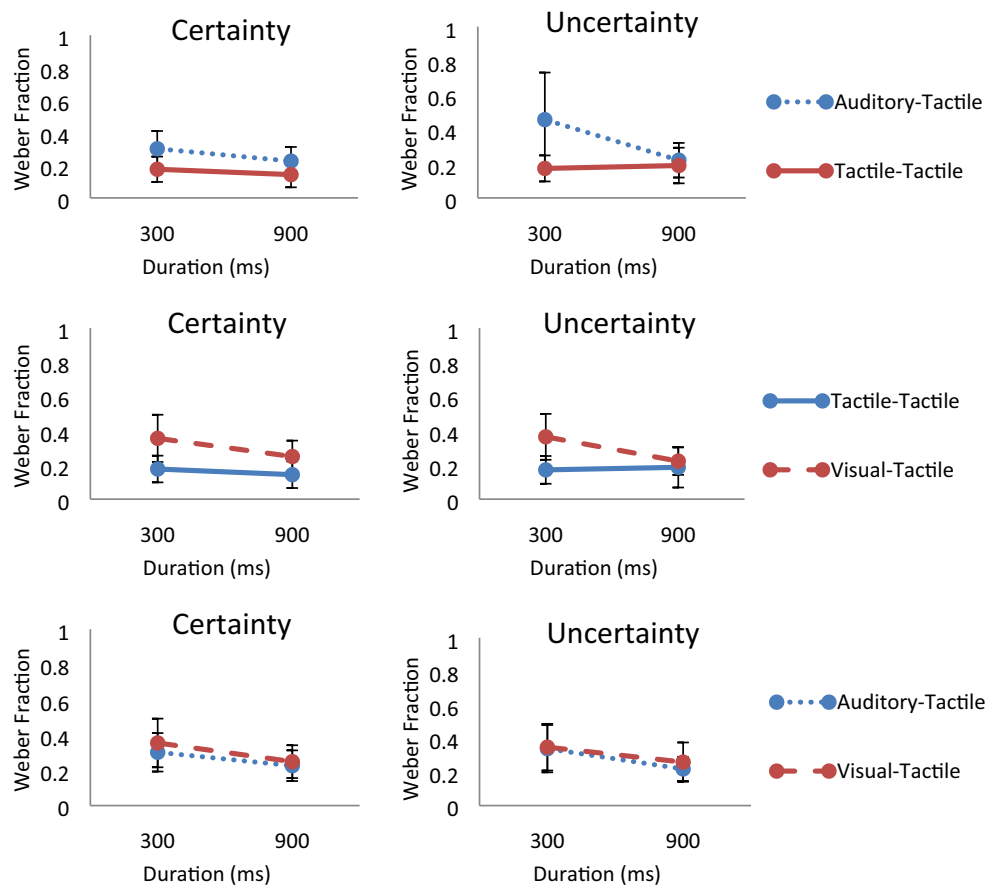 Certainty
Weber Fraction
1
0.8
0.6
0.4
0.2
0
300 900
Duration (ms)
Uncertainty
Weber Fraction
1
0.8
0.6
0.4
0.2
0
300 900
Duration (ms)
Auditory-Tactile
Tactile-Tactile
Certainty
Weber Fraction
1
0.8
0.6
0.4
0.2
0
300 900
Duration (ms)
Uncertainty
Weber Fraction
1
0.8
0.6
0.4
0.2
0
300 900
Duration (ms)
Tactile-Tactile
Visual-Tactile
Certainty
Weber Fraction
1
0.8
0.6
0.4
0.2
0
300 900
Duration (ms)
Uncertainty
Weber Fraction
1
0.8
0.6
0.4
0.2
0
300 900
Duration (ms)
Auditory-Tactile
Visual-Tactile